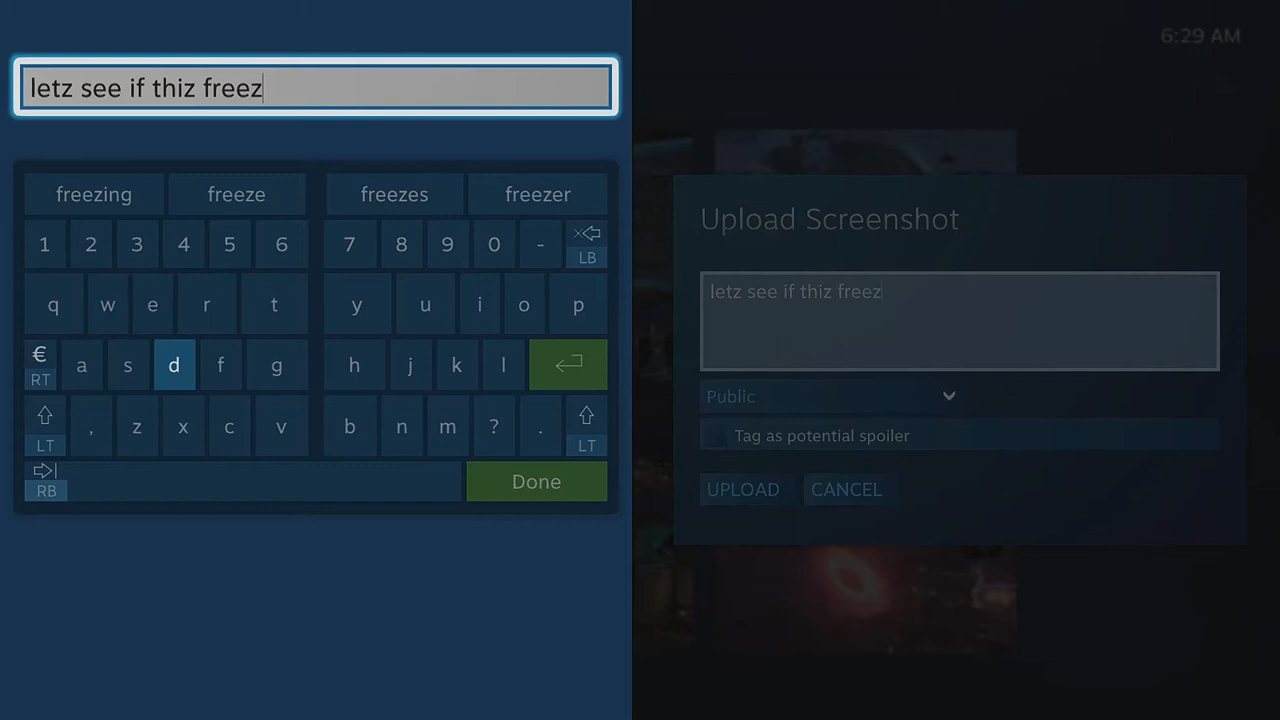 6:29 AM
letz see if thiz freez
freezing freeze freezes freezer
1 2 3 4 5 6 7 8 9 0 -
LB
q w e r t y u i o p
€
RT
a s d f g h j k l
LT
, z x c v b n m ? .
LT
RB
Done
Upload Screenshot
letz see if thiz freez
Public
Tag as potential spoiler
UPLOAD CANCEL